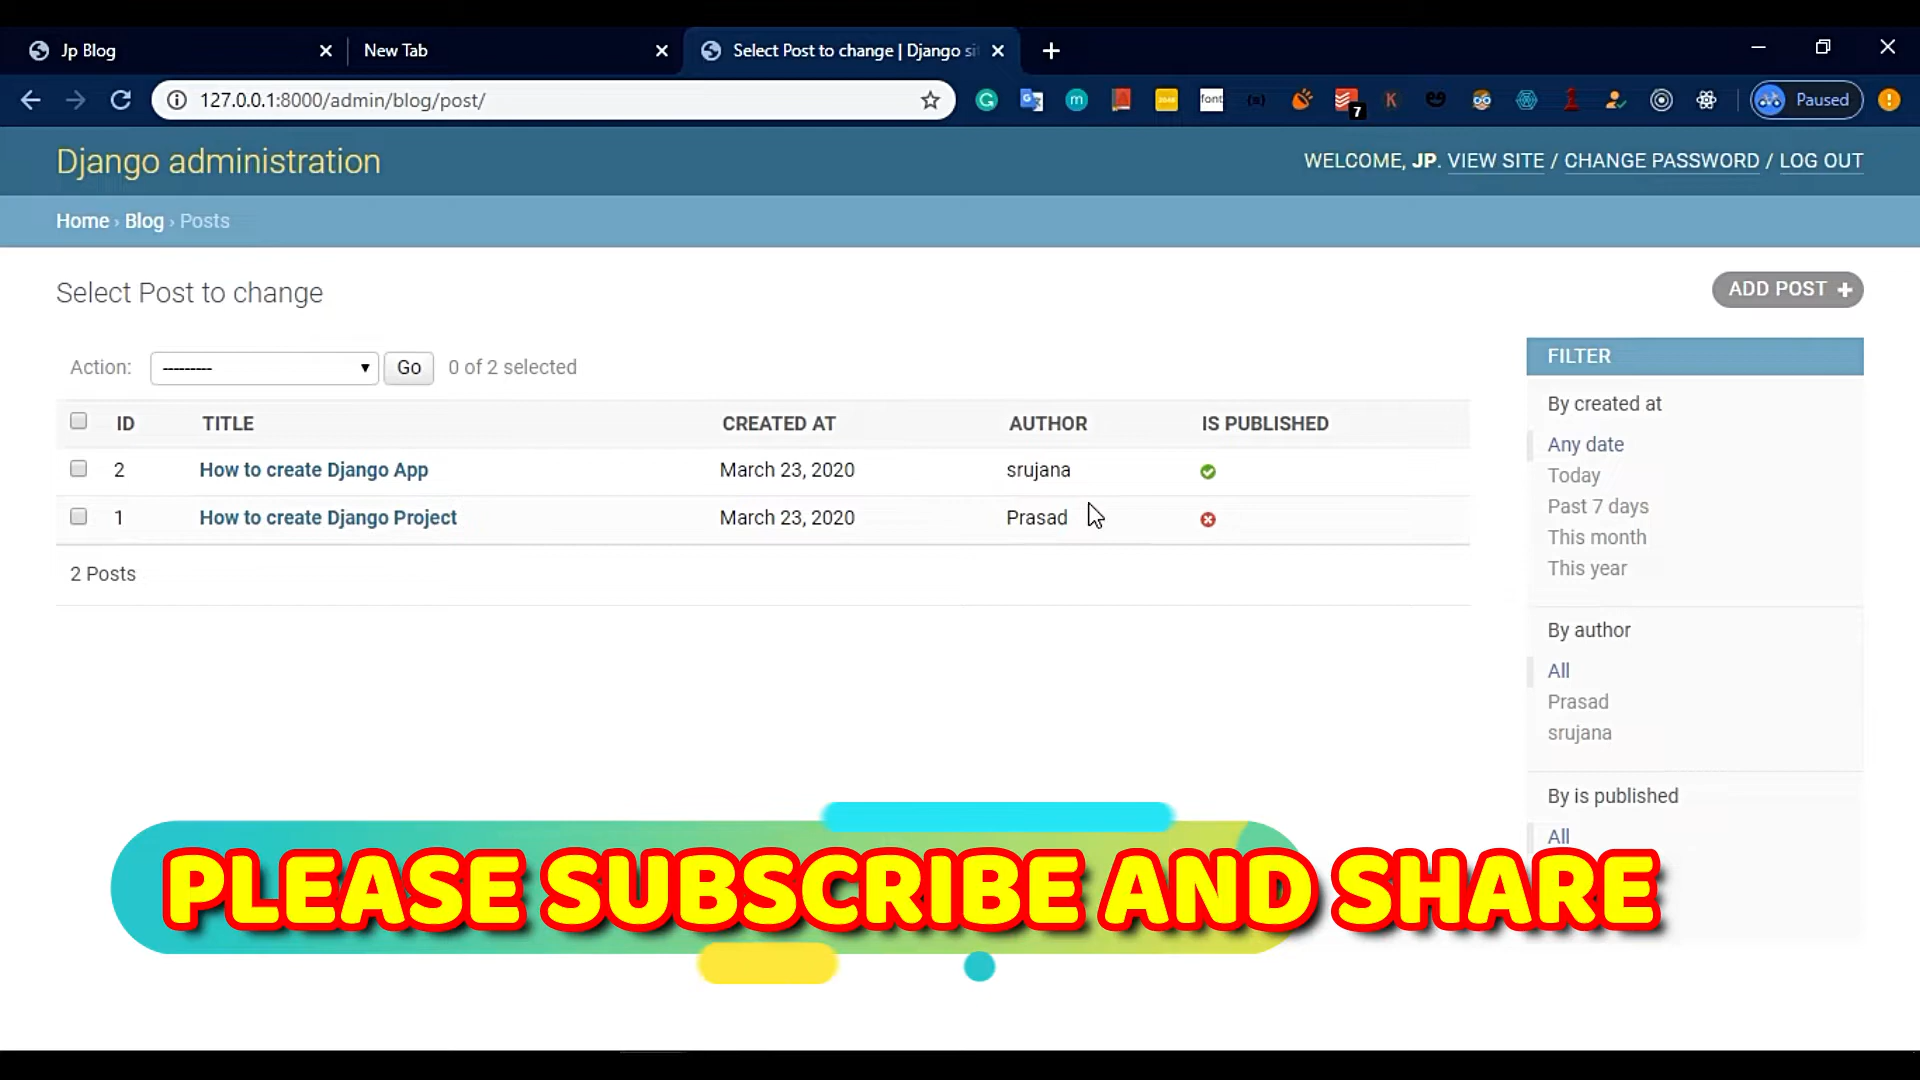 Jp Blog
New Tab
Select Post to change | Django si
127.0.0.1:8000/admin/blog/post/
font
7
Paused
Django administration
WELCOME, JP. VIEW SITE / CHANGE PASSWORD / LOG OUT
Home › Blog › Posts
Select Post to change
ADD POST +
Action: --------- Go 0 of 2 selected
ID TITLE CREATED AT AUTHOR IS PUBLISHED
2 How to create Django App March 23, 2020 srujana
1 How to create Django Project March 23, 2020 Prasad
2 Posts
FILTER
By created at
Any date
Today
Past 7 days
This month
This year
By author
All
Prasad
srujana
By is published
All
PLEASE SUBSCRIBE AND SHARE